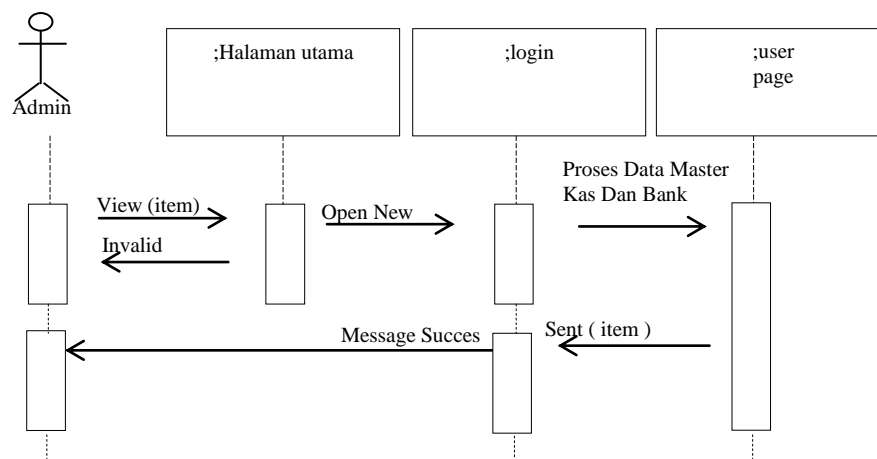 ;Halaman utama
;login
;user
page
Admin
Proses Data Master
Kas Dan Bank
View (item)
Open New
Invalid
Message Succes
Sent ( item )